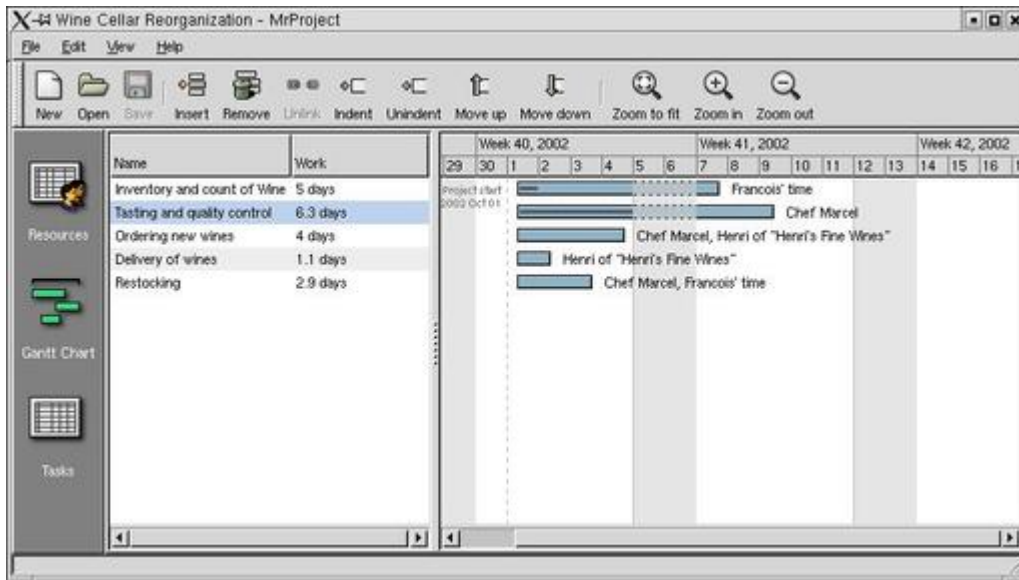 Wine Cellar Reorganization - MrProject
File Edit View Help
New Open Save Insert Remove Unlink Indent Unindent Move up Move down Zoom to fit Zoom in Zoom out
Resources
Gantt Chart
Tasks
Name Work
Inventory and count of Wine 5 days
Tasting and quality control 6.3 days
Ordering new wines 4 days
Delivery of wines 1.1 days
Restocking 2.9 days
Week 40, 2002 Week 41, 2002 Week 42, 2002
29 30 1 2 3 4 5 6 7 8 9 10 11 12 13 14 15 16
Project start
2002 Oct 01
Francois' time
Chef Marcel
Chef Marcel, Henri of "Henri's Fine Wines"
Henri of "Henri's Fine Wines"
Chef Marcel, Francois' time